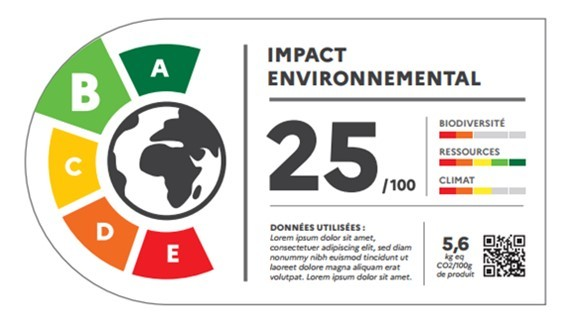 A
B
C
D
E
IMPACT
ENVIRONNEMENTAL
25 /100
BIODIVERSITÉ
RESSOURCES
CLIMAT
DONNÉES UTILISÉES :
Lorem ipsum dolor sit amet,
consectetuer adipiscing elit, sed diam
nonummy nibh euismod tincidunt ut
laoreet dolore magna aliquam erat
volutpat. Lorem ipsum dolor sit amet.
5,6
kg eq
CO2/100g
de produit